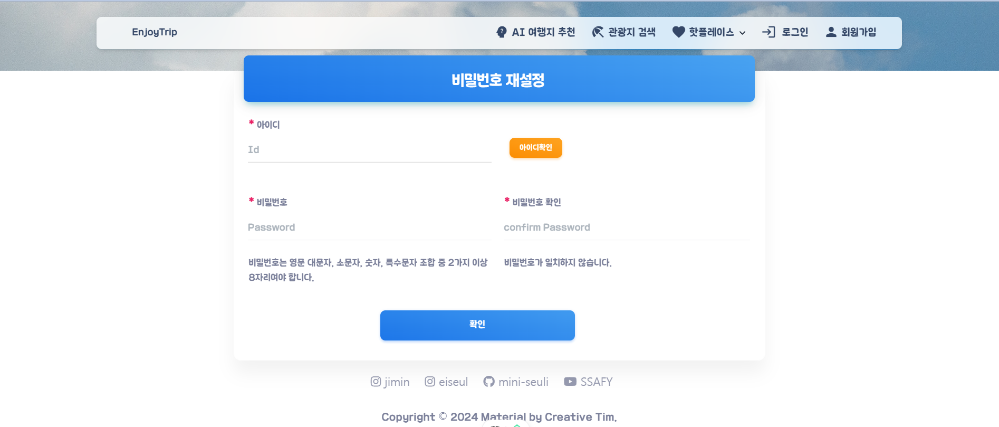 EnjoyTrip AI 여행지 추천 관광지 검색 핫플레이스 로그인 회원가입
비밀번호 재설정
* 아이디
Id 아이디확인
* 비밀번호 * 비밀번호 확인
Password confirm Password
비밀번호는 영문 대문자, 소문자, 숫자, 특수문자 조합 중 2가지 이상 비밀번호가 일치하지 않습니다.
8자리여야 합니다.
확인
jimin eiseul mini-seuli SSAFY
Copyright © 2024 Material by Creative Tim.